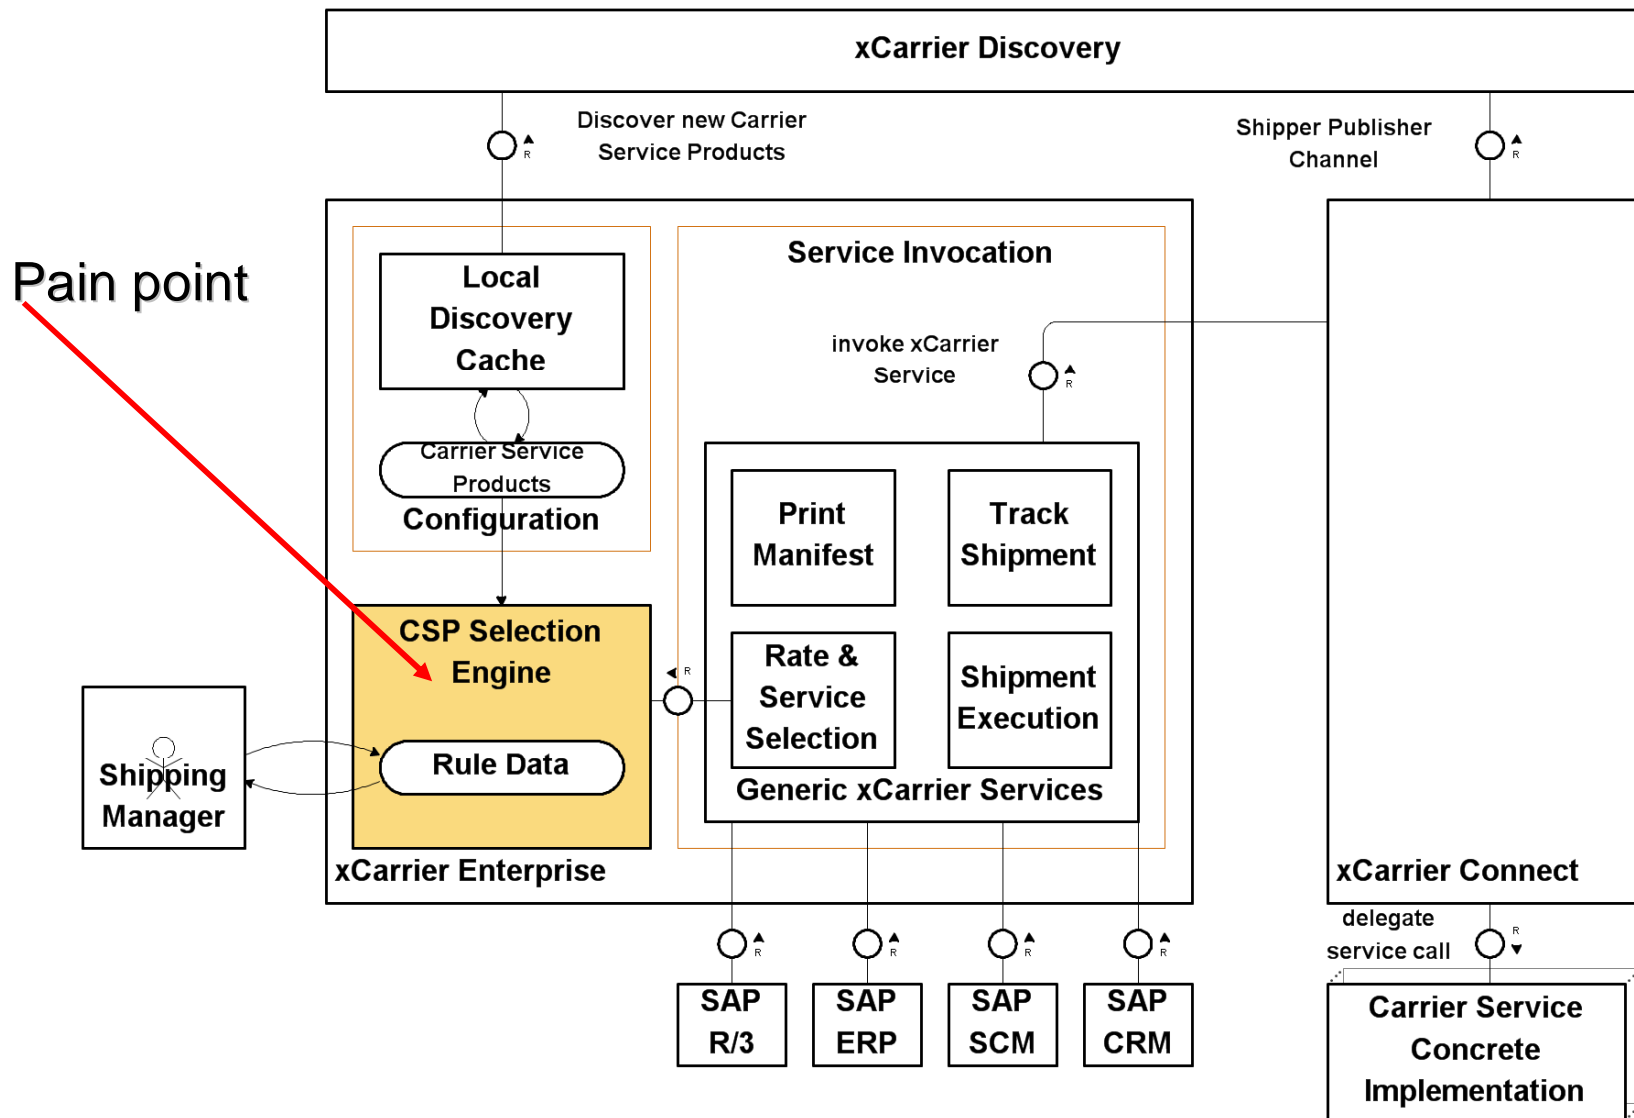 xCarrier Discovery
Discover new Carrier
Service Products
R
Shipper Publisher
Channel
R
Pain point
Local
Discovery
Cache
Carrier Service
Products
Configuration
Service Invocation
invoke xCarrier
Service
R
Print
Manifest
Track
Shipment
Rate &
Service
Selection
Shipment
Execution
Generic xCarrier Services
CSP Selection
Engine
R
Rule Data
Shipping
Manager
xCarrier Enterprise
xCarrier Connect
delegate
service call
R
R
R
R
R
SAP
R/3
SAP
ERP
SAP
SCM
SAP
CRM
Carrier Service
Concrete
Implementation